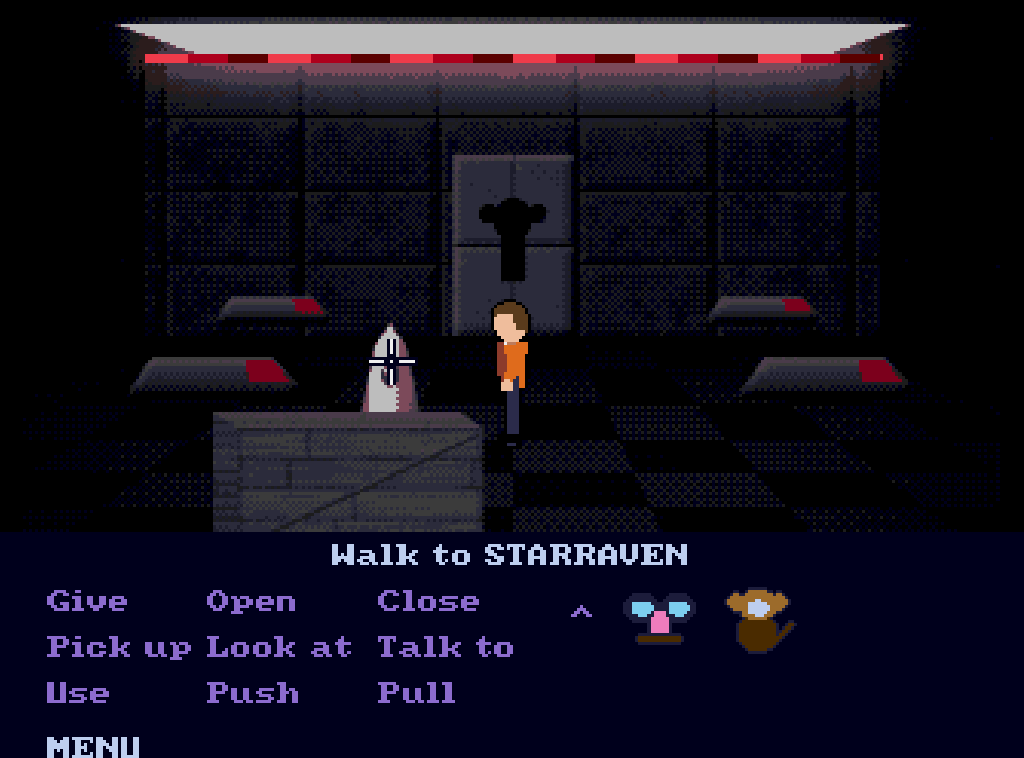 Walk to STARRAVEN
Give Open Close
Pick up Look at Talk to
Use Push Pull
MENU